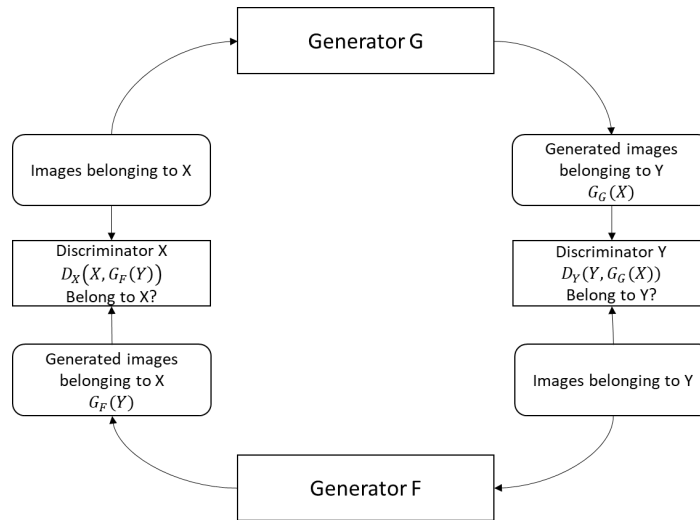 Generator G
Images belonging to X
Generated images
belonging to Y
G_G(X)
Discriminator X
D_X(X, G_F(Y))
Belong to X?
Discriminator Y
D_Y(Y, G_G(X))
Belong to Y?
Generated images
belonging to X
G_F(Y)
Images belonging to Y
Generator F